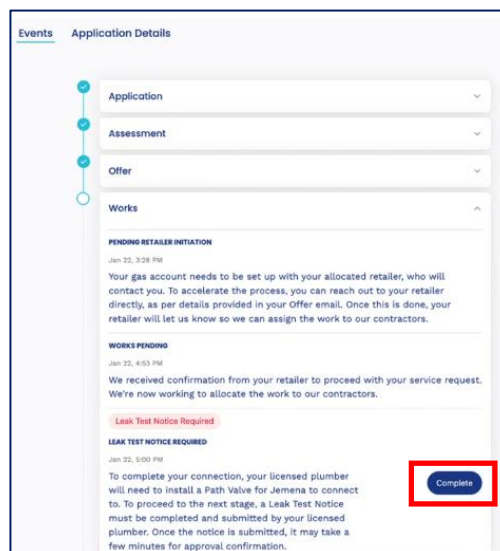 Events Application Details
Application
Assessment
Offer
Works
PENDING RETAILER INITIATION
Jan 22, 3:28 PM
Your gas account needs to be set up with your allocated retailer, who will
contact you. To accelerate the process, you can reach out to your retailer
directly, as per details provided in your Offer email. Once this is done, your
retailer will let us know so we can assign the work to our contractors.
WORKS PENDING
Jan 22, 4:53 PM
We received confirmation from your retailer to proceed with your service request.
We're now working to allocate the work to our contractors.
Leak Test Notice Required
LEAK TEST NOTICE REQUIRED
Jan 22, 5:00 PM
To complete your connection, your licensed plumber
will need to install a Path Valve for Jemena to connect
to. To proceed to the next stage, a Leak Test Notice
must be completed and submitted by your licensed
plumber. Once the notice is submitted, it may take a
few minutes for approval confirmation.
Complete